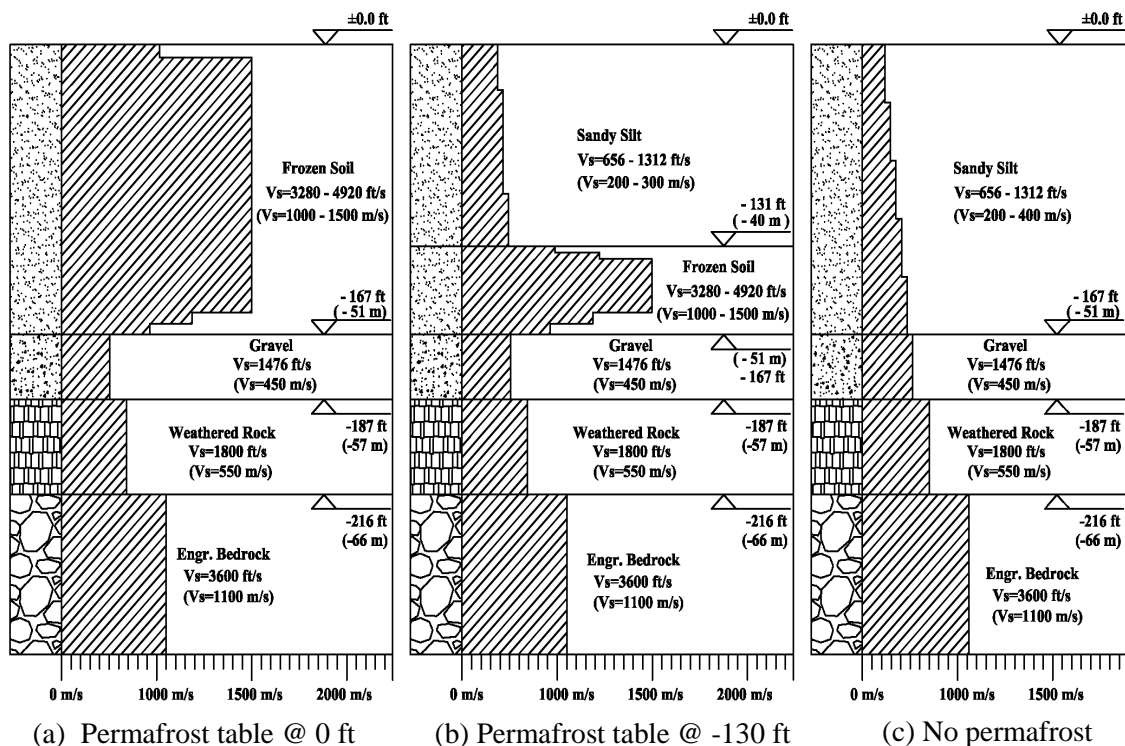 ±0.0 ft
Frozen Soil
Vs=3280 - 4920 ft/s
(Vs=1000 - 1500 m/s)
- 167 ft
(- 51 m)
Gravel
Vs=1476 ft/s
(Vs=450 m/s)
Weathered Rock
Vs=1800 ft/s
(Vs=550 m/s)
-187 ft
(-57 m)
-216 ft
(-66 m)
Engr. Bedrock
Vs=3600 ft/s
(Vs=1100 m/s)
0 m/s 1000 m/s 1500 m/s 2000 m/s
(a) Permafrost table @ 0 ft
±0.0 ft
Sandy Silt
Vs=656 - 1312 ft/s
(Vs=200 - 300 m/s)
- 131 ft
(- 40 m)
Frozen Soil
Vs=3280 - 4920 ft/s
(Vs=1000 - 1500 m/s)
Gravel
Vs=1476 ft/s
(Vs=450 m/s)
(- 51 m)
- 167 ft
Weathered Rock
Vs=1800 ft/s
(Vs=550 m/s)
-187 ft
(-57 m)
-216 ft
(-66 m)
Engr. Bedrock
Vs=3600 ft/s
(Vs=1100 m/s)
0 m/s 1000 m/s 1500 m/s 2000 m/s
(b) Permafrost table @ -130 ft
±0.0 ft
Sandy Silt
Vs=656 - 1312 ft/s
(Vs=200 - 400 m/s)
- 167 ft
(- 51 m)
Gravel
Vs=1476 ft/s
(Vs=450 m/s)
Weathered Rock
Vs=1800 ft/s
(Vs=550 m/s)
-187 ft
(-57 m)
-216 ft
(-66 m)
Engr. Bedrock
Vs=3600 ft/s
(Vs=1100 m/s)
0 m/s 1000 m/s 1500 m/s
(c) No permafrost